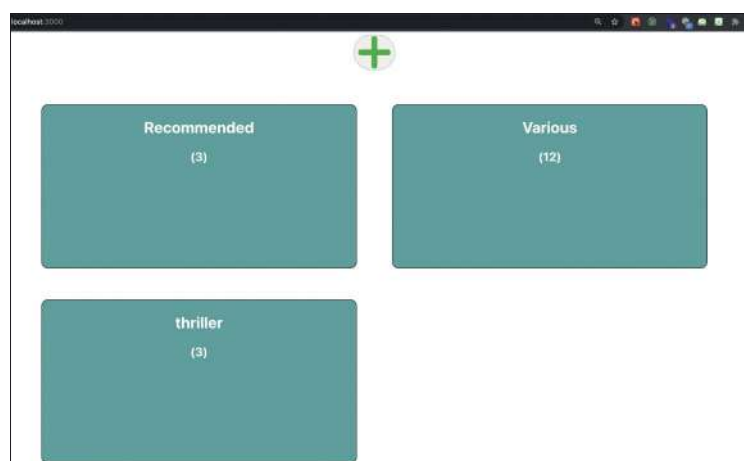 localhost:3000
Recommended
(3)
Various
(12)
thriller
(3)